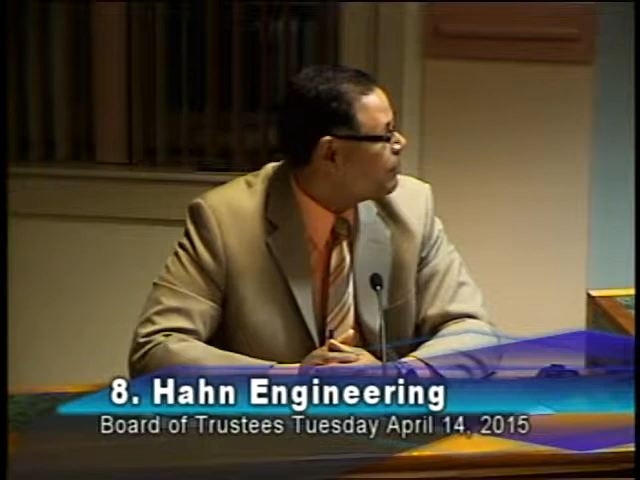 8. Hahn Engineering
Board of Trustees Tuesday April 14, 2015